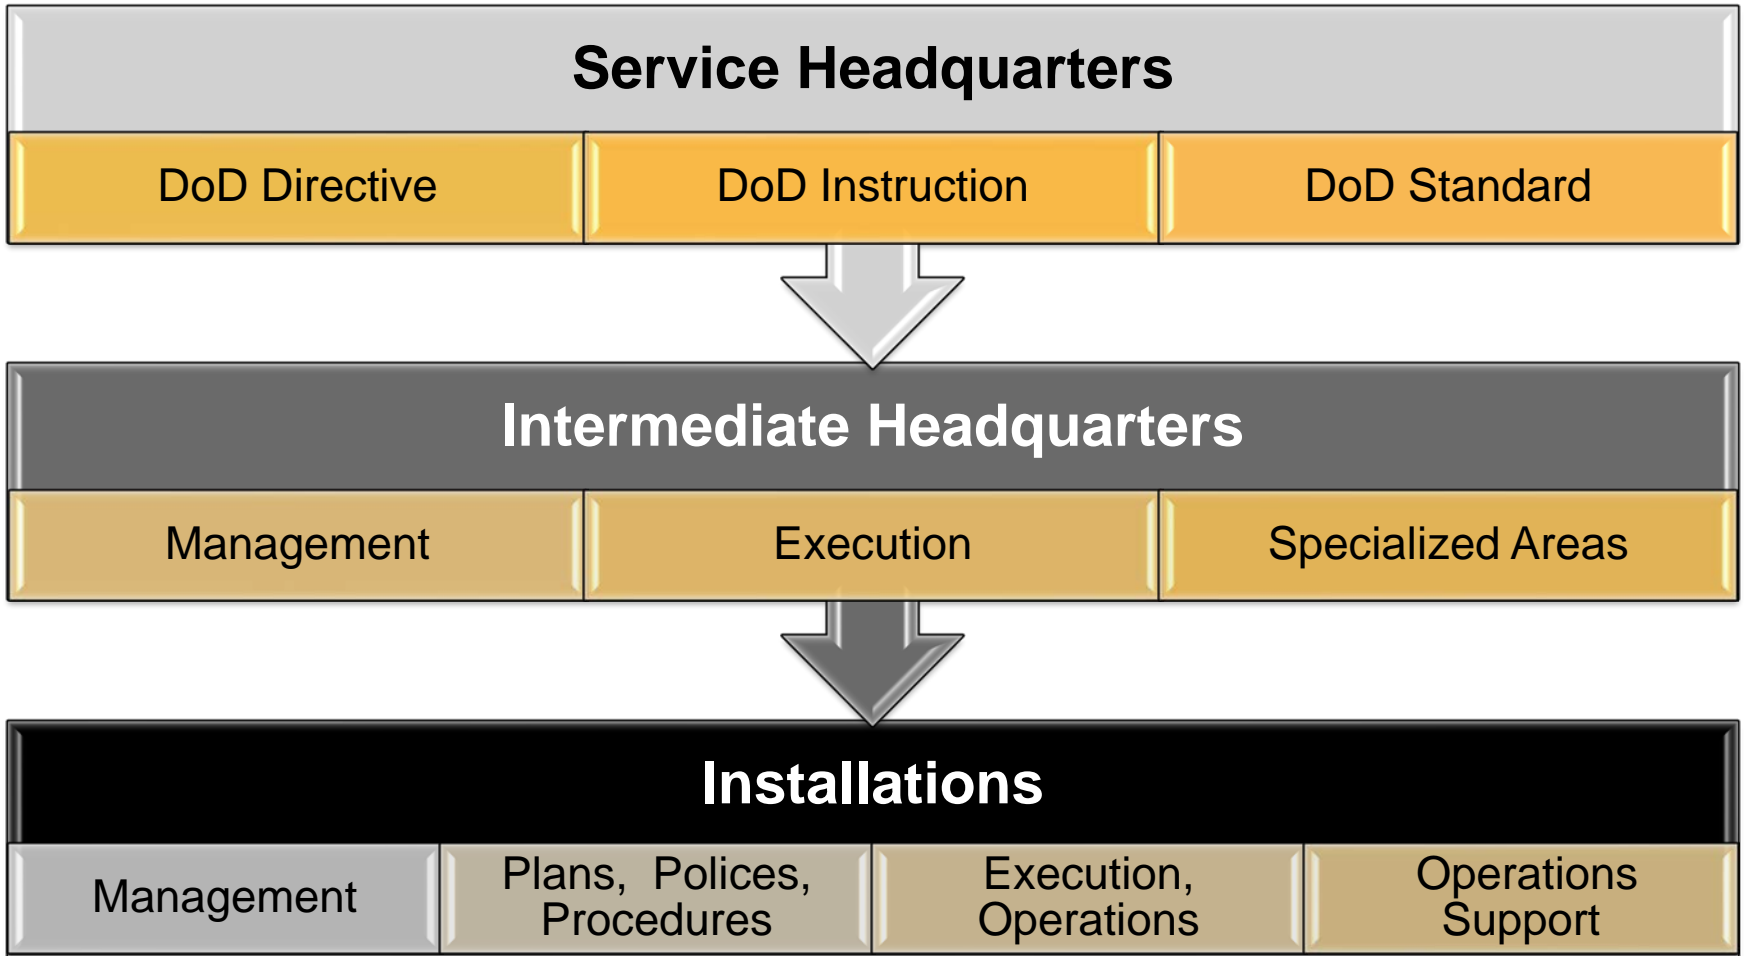 Service Headquarters
DoD Directive
DoD Instruction
DoD Standard
Intermediate Headquarters
Management
Execution
Specialized Areas
Installations
Management
Plans, Polices,
Procedures
Execution,
Operations
Operations
Support